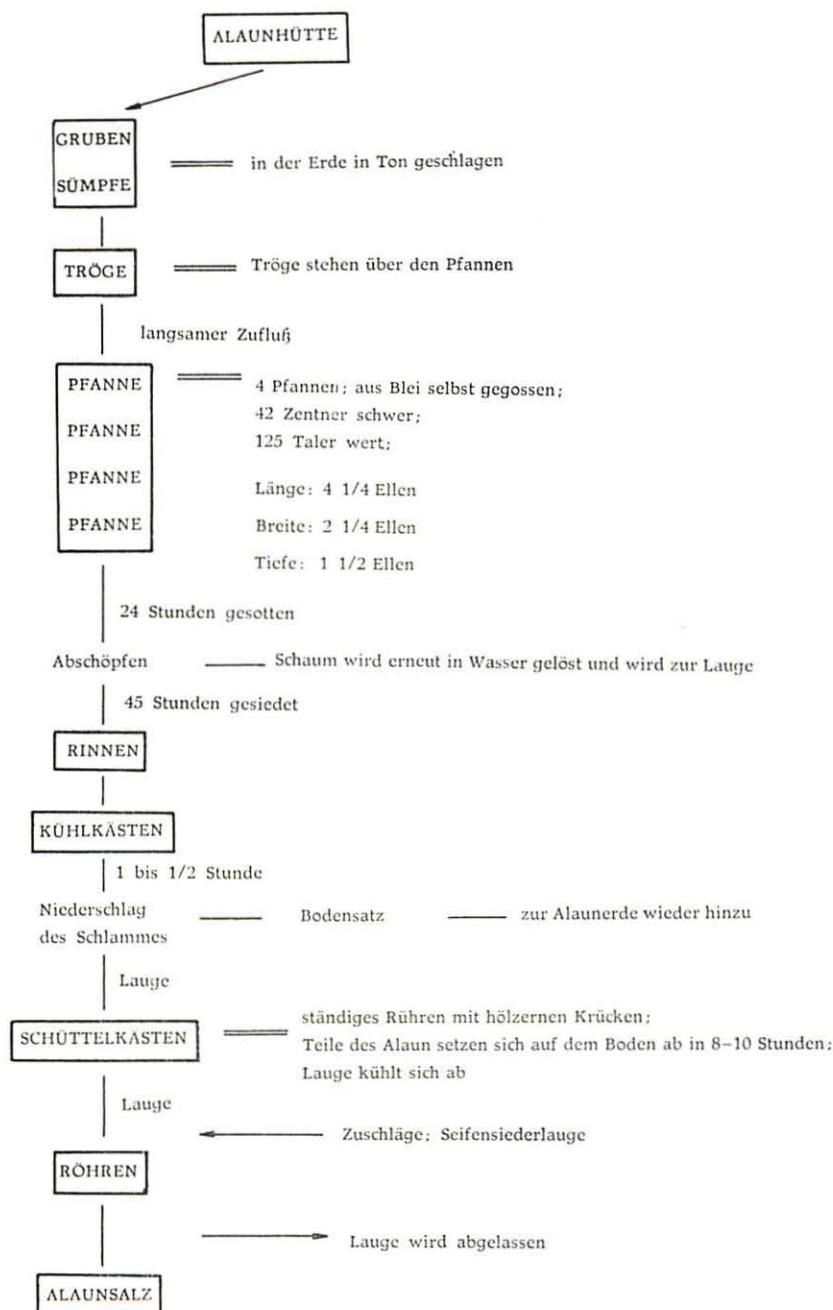 ALAUNHÜTTE
GRUBEN
SÜMPFE
in der Erde in Ton geschlagen
TRÖGE
Tröge stehen über den Pfannen
langsamer Zufluß
PFANNE
PFANNE
PFANNE
PFANNE
4 Pfannen; aus Blei selbst gegossen;
42 Zentner schwer;
125 Taler wert;
Länge: 4 1/4 Ellen
Breite: 2 1/4 Ellen
Tiefe: 1 1/2 Ellen
24 Stunden gesotten
Abschöpfen
Schaum wird erneut in Wasser gelöst und wird zur Lauge
45 Stunden gesiedet
RINNEN
KÜHLKÄSTEN
1 bis 1/2 Stunde
Niederschlag
des Schlammes
Bodensatz
zur Alaunerde wieder hinzu
Lauge
SCHÜTTELKÄSTEN
ständiges Rühren mit hölzernen Krücken;
Teile des Alaun setzen sich auf dem Boden ab in 8-10 Stunden;
Lauge kühlt sich ab
Lauge
Zuschläge; Seifensiederlauge
RÖHREN
Lauge wird abgelassen
ALAUNSALZ